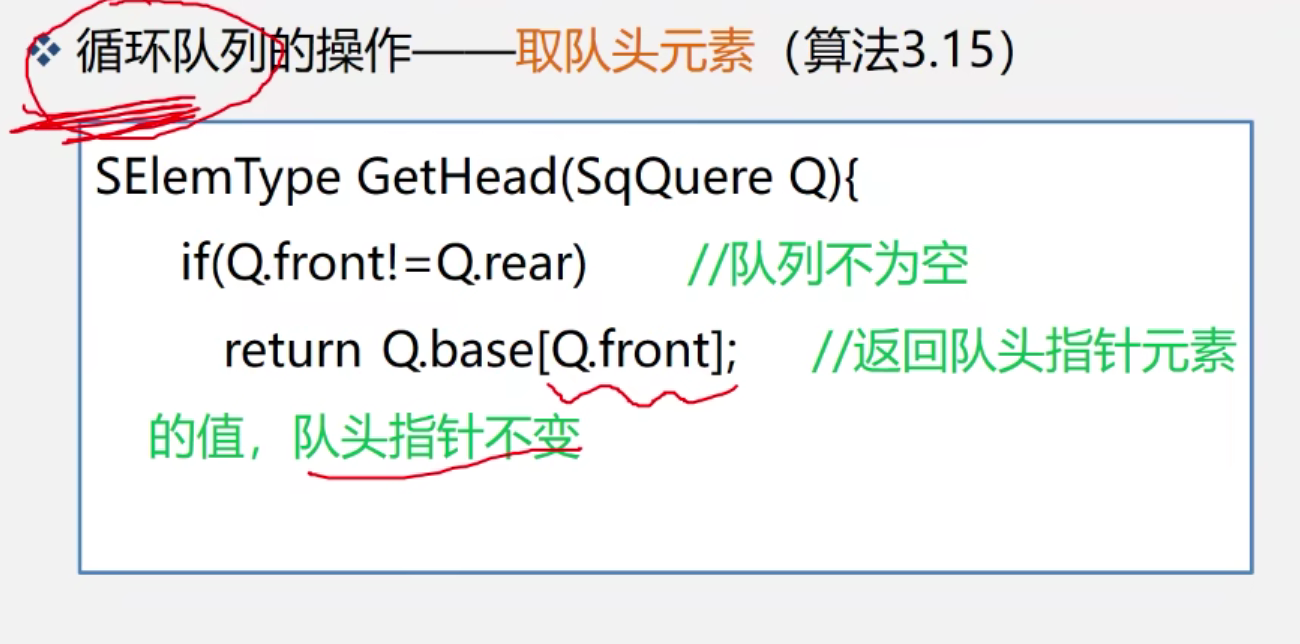 循环队列的操作——取队头元素（算法3.15）
SElemType GetHead(SqQuere Q){
if(Q.front!=Q.rear) //队列不为空
return Q.base[Q.front]; //返回队头指针元素
的值，队头指针不变